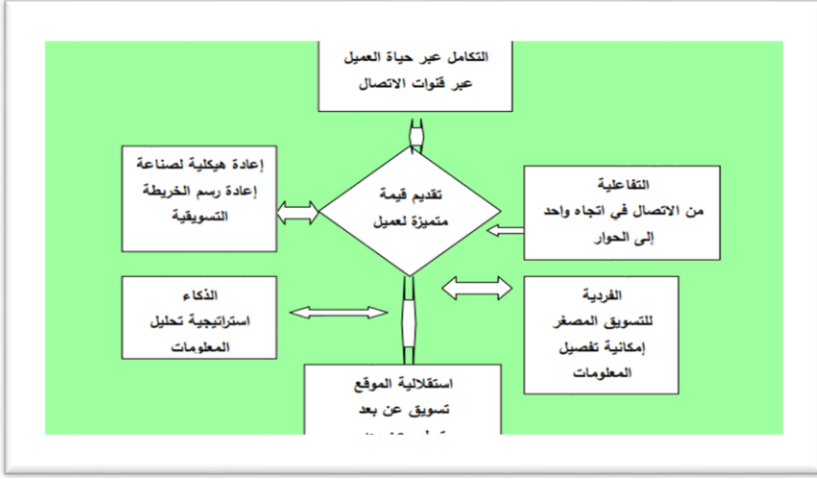 التكامل عبر حياة العميل
عبر قنوات الاتصال
إعادة هيكلية لصناعة
إعادة رسم الخريطة
التسويقية
تقديم قيمة
متميزة لعميل
التفاعلية
من الاتصال في اتجاه واحد
إلى الحوار
الذكاء
استراتيجية تحليل
المعلومات
الفردية
للتسويق المصغر
إمكانية تفصيل
المعلومات
استقلالية الموقع
تسويق عن بعد